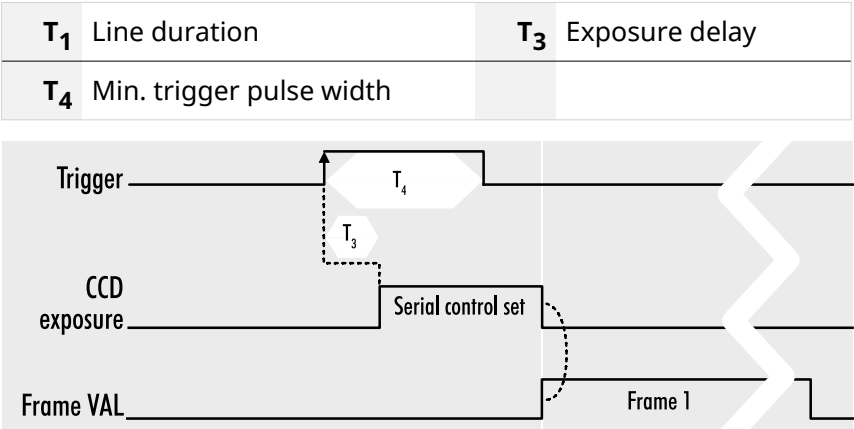 T1 Line duration T3 Exposure delay
T4 Min. trigger pulse width
Trigger
T4
T3
CCD
exposure
Serial control set
Frame VAL
Frame 1